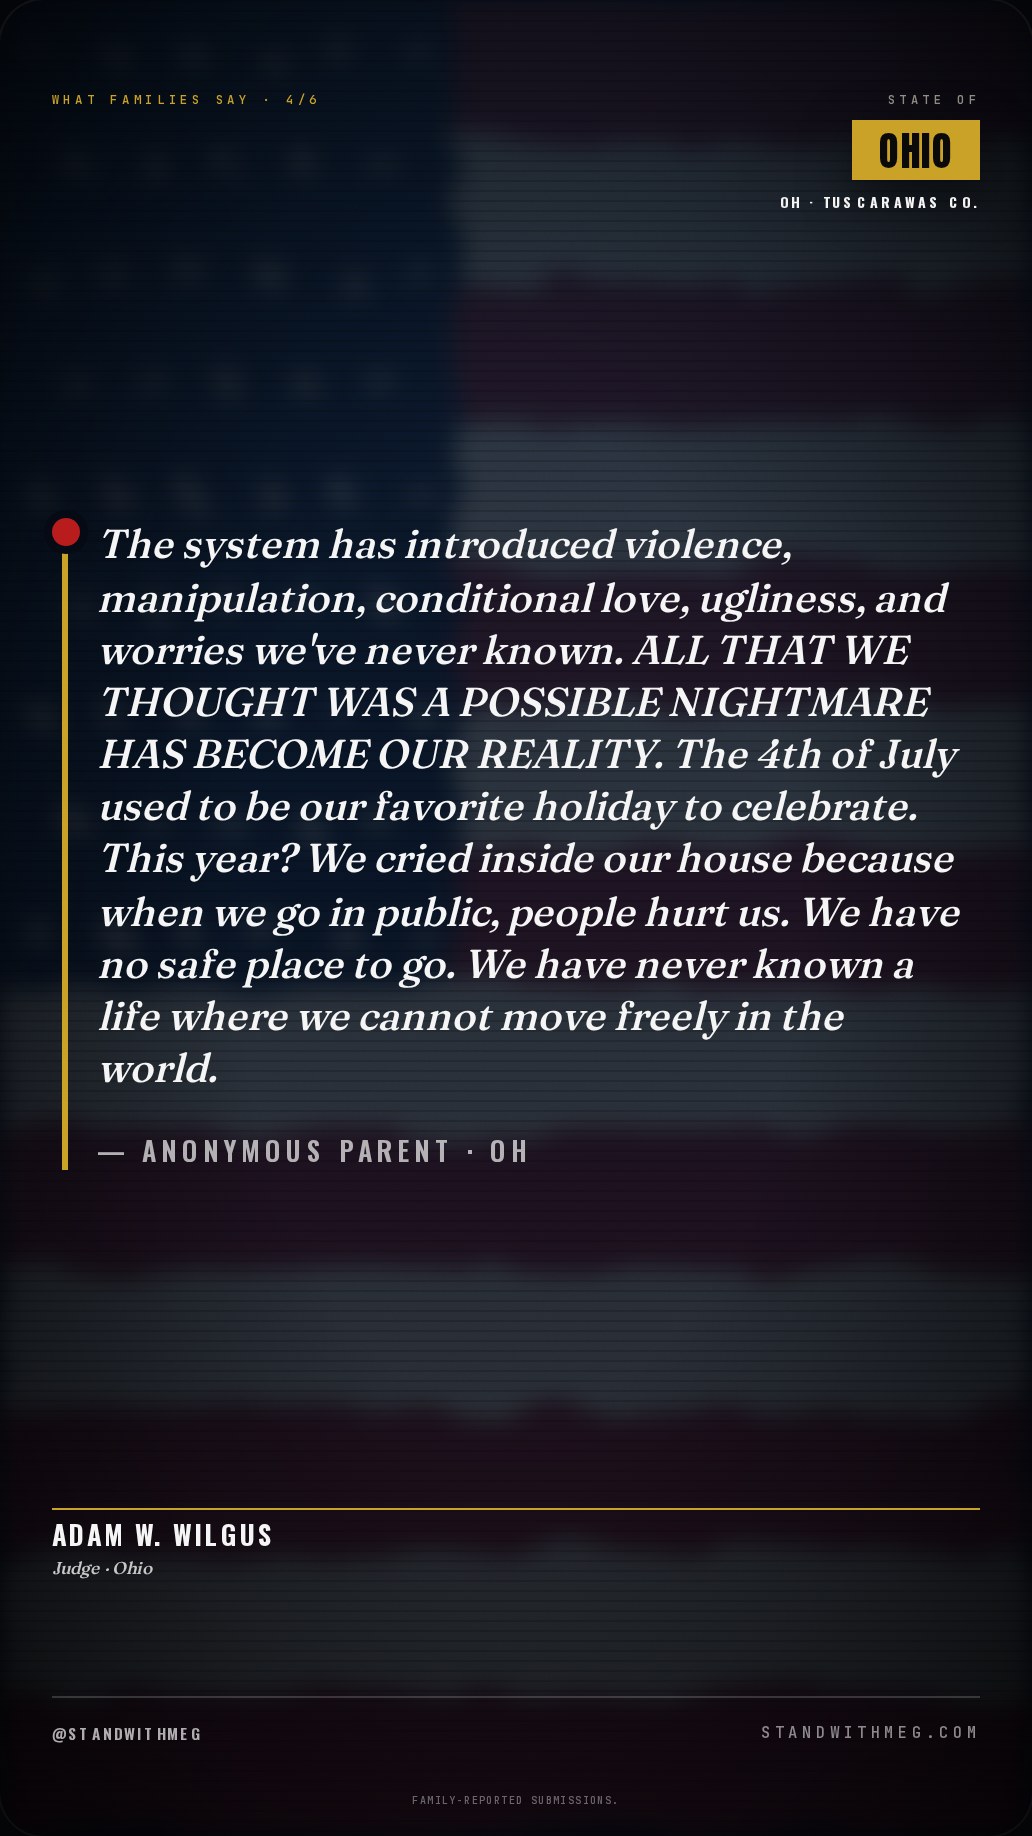 WHAT FAMILIES SAY · 4/6
STATE OF
OHIO
OH · TUSCARAWAS CO.
The system has introduced violence,
manipulation, conditional love, ugliness, and
worries we've never known. ALL THAT WE
THOUGHT WAS A POSSIBLE NIGHTMARE
HAS BECOME OUR REALITY. The 4th of July
used to be our favorite holiday to celebrate.
This year? We cried inside our house because
when we go in public, people hurt us. We have
no safe place to go. We have never known a
life where we cannot move freely in the
world.
— ANONYMOUS PARENT · OH
ADAM W. WILGUS
Judge · Ohio
@STANDWITHMEG
STANDWITHMEG.COM
FAMILY-REPORTED SUBMISSIONS.